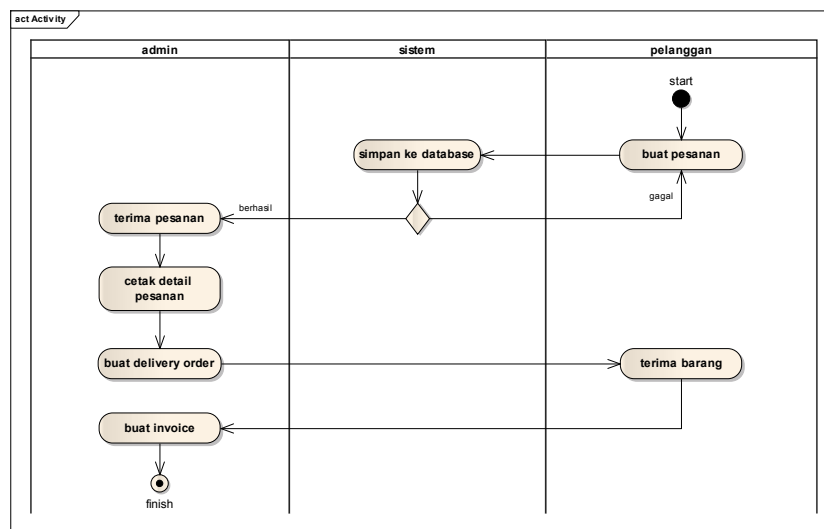 act Activity
admin
sistem
pelanggan
start
simpan ke database
buat pesanan
gagal
berhasil
terima pesanan
cetak detail
pesanan
buat delivery order
terima barang
buat invoice
finish